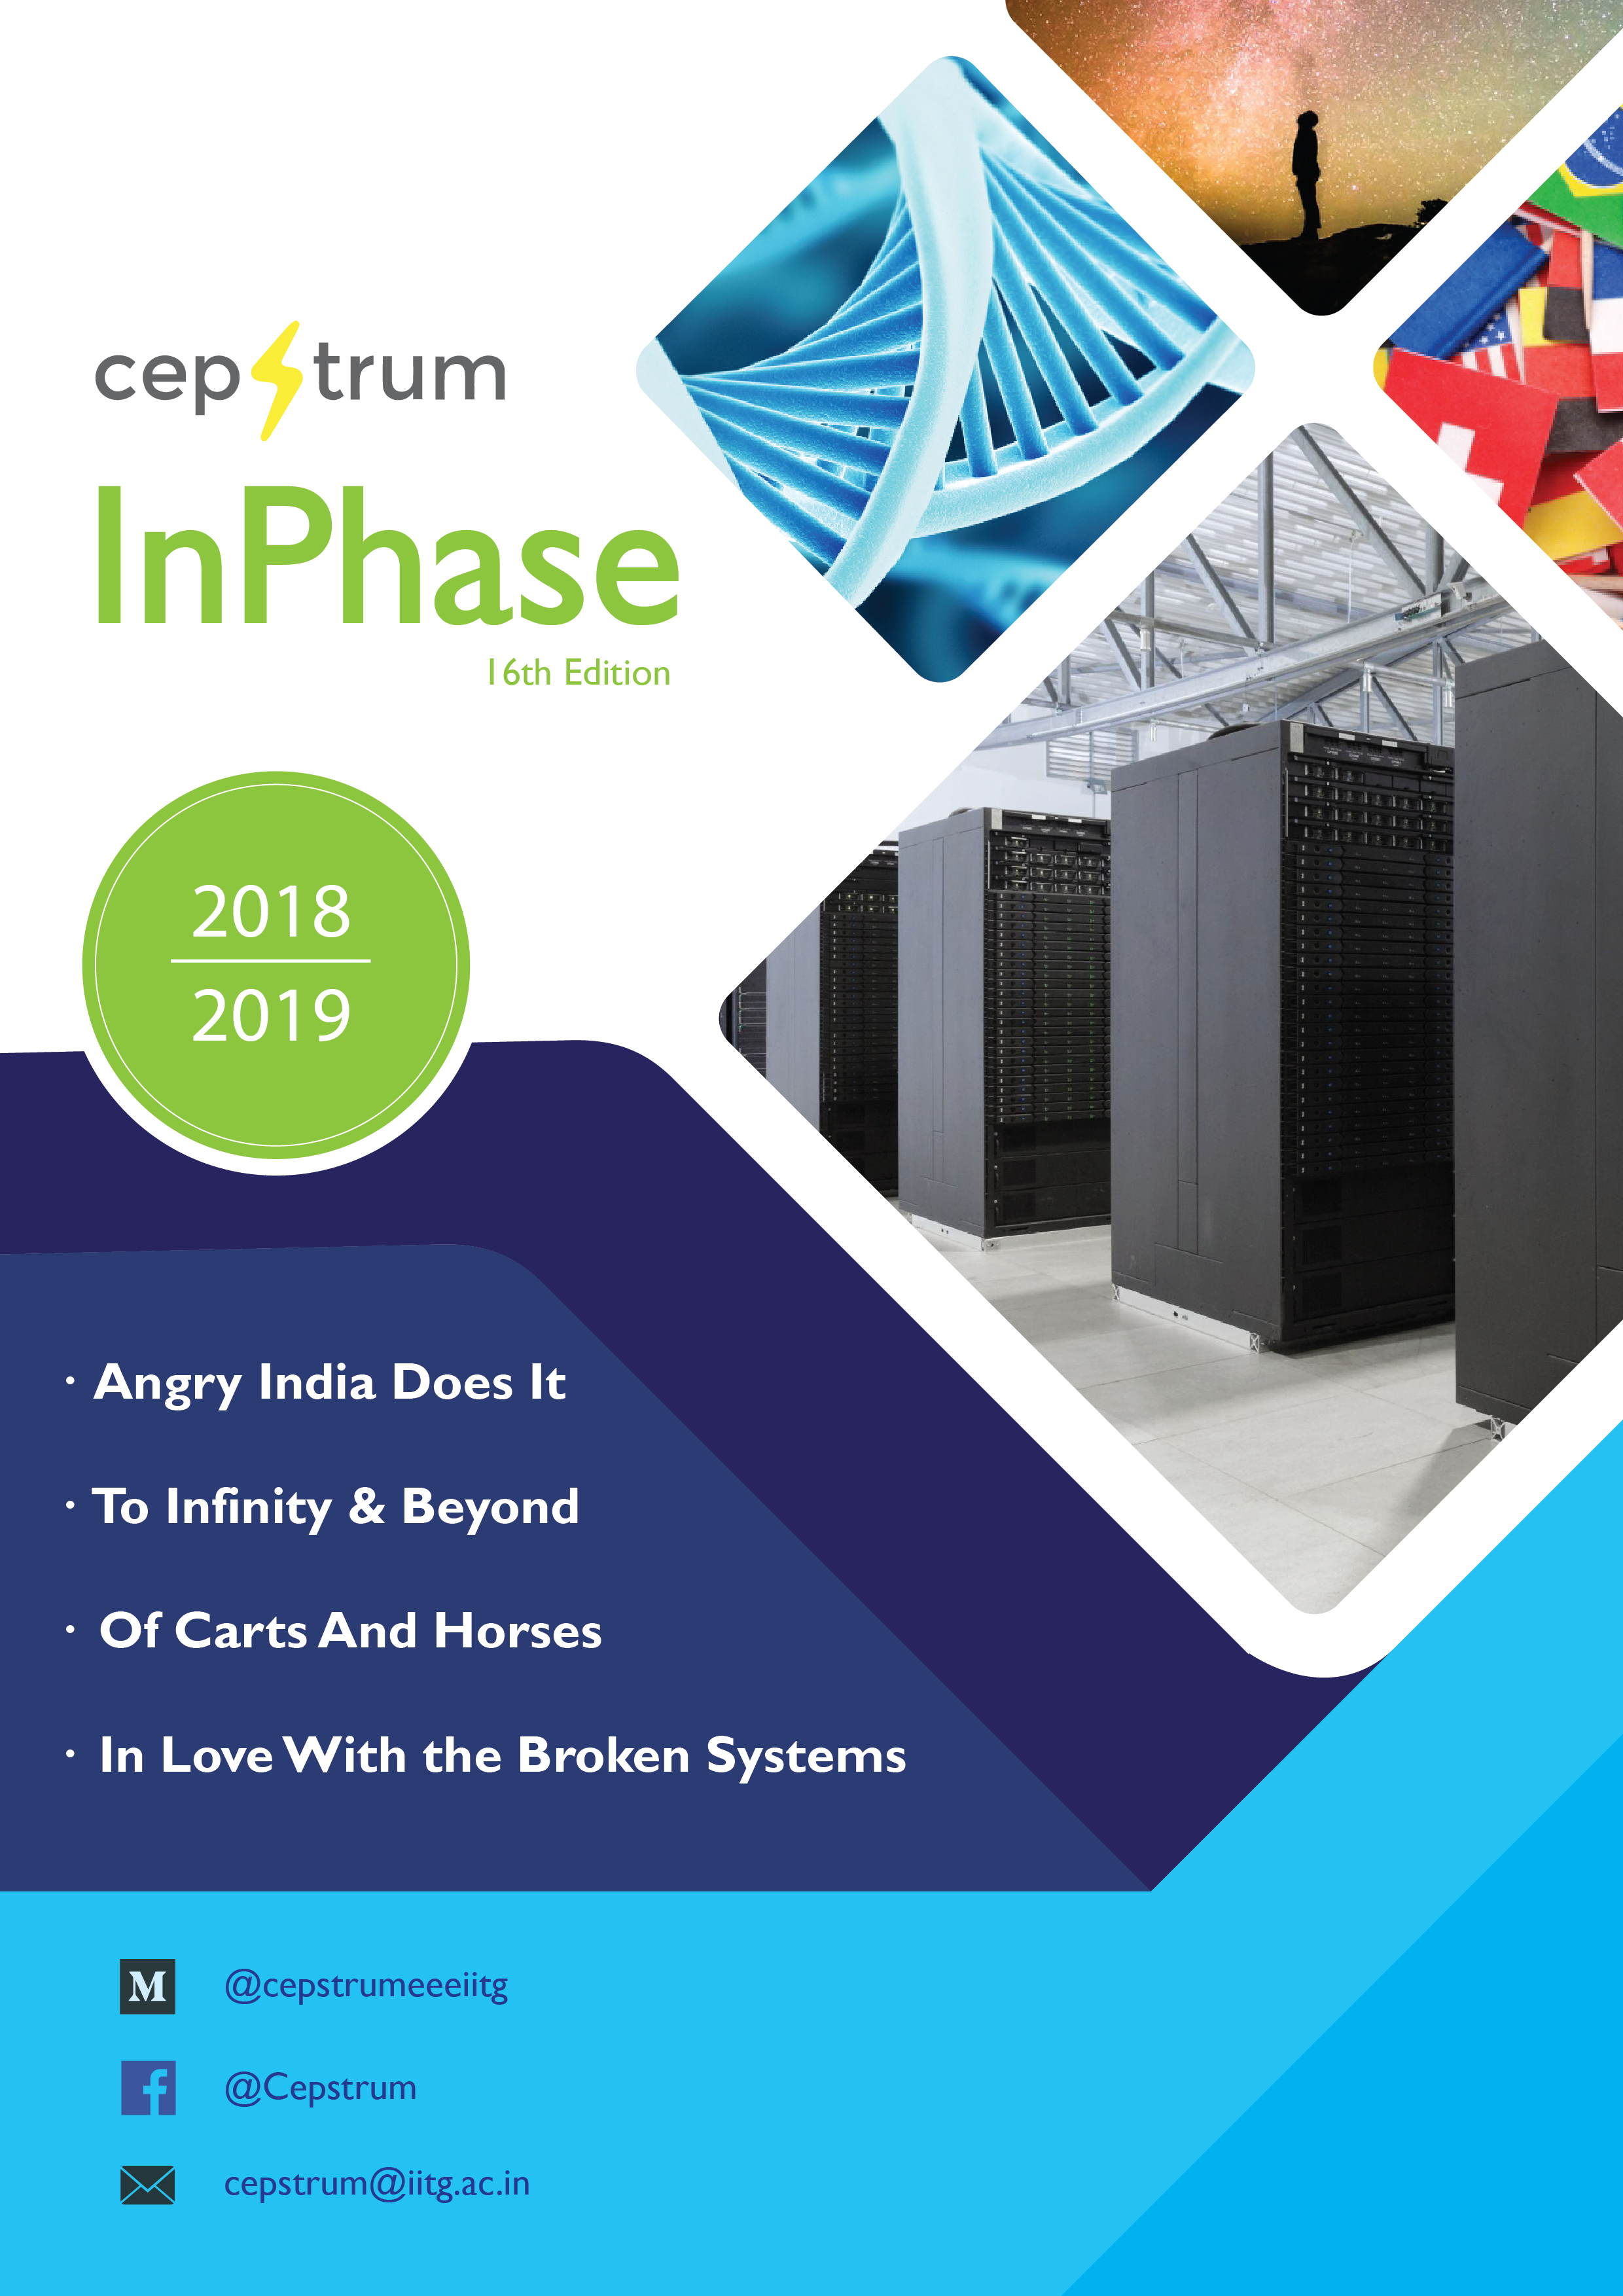 cepstrum
InPhase
16th Edition
2018
2019
· Angry India Does It
· To Infinity & Beyond
· Of Carts And Horses
· In Love With the Broken Systems
M @cepstrumeeeiitg
f @Cepstrum
cepstrum@iitg.ac.in